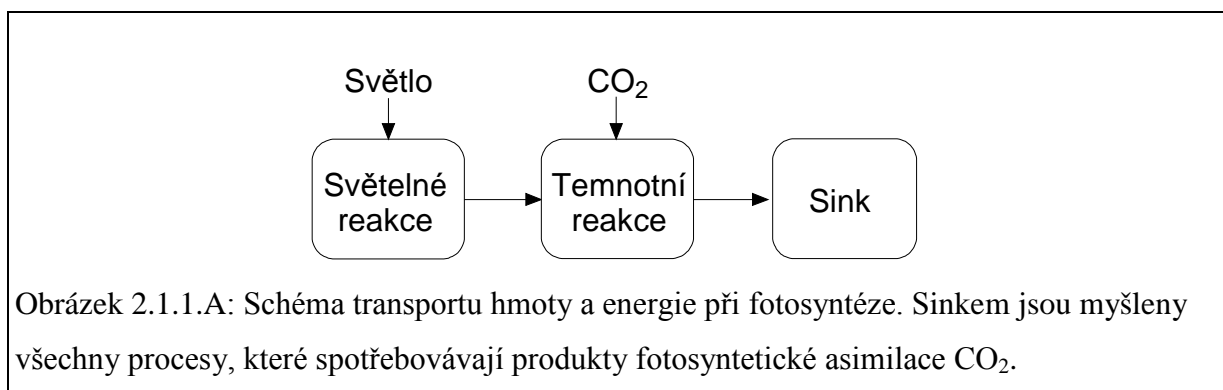 Světlo
CO₂
Světelné
reakce
Temnotní
reakce
Sink
Obrázek 2.1.1.A: Schéma transportu hmoty a energie při fotosyntéze. Sinkem jsou myšleny
všechny procesy, které spotřebovávají produkty fotosyntetické asimilace CO₂.